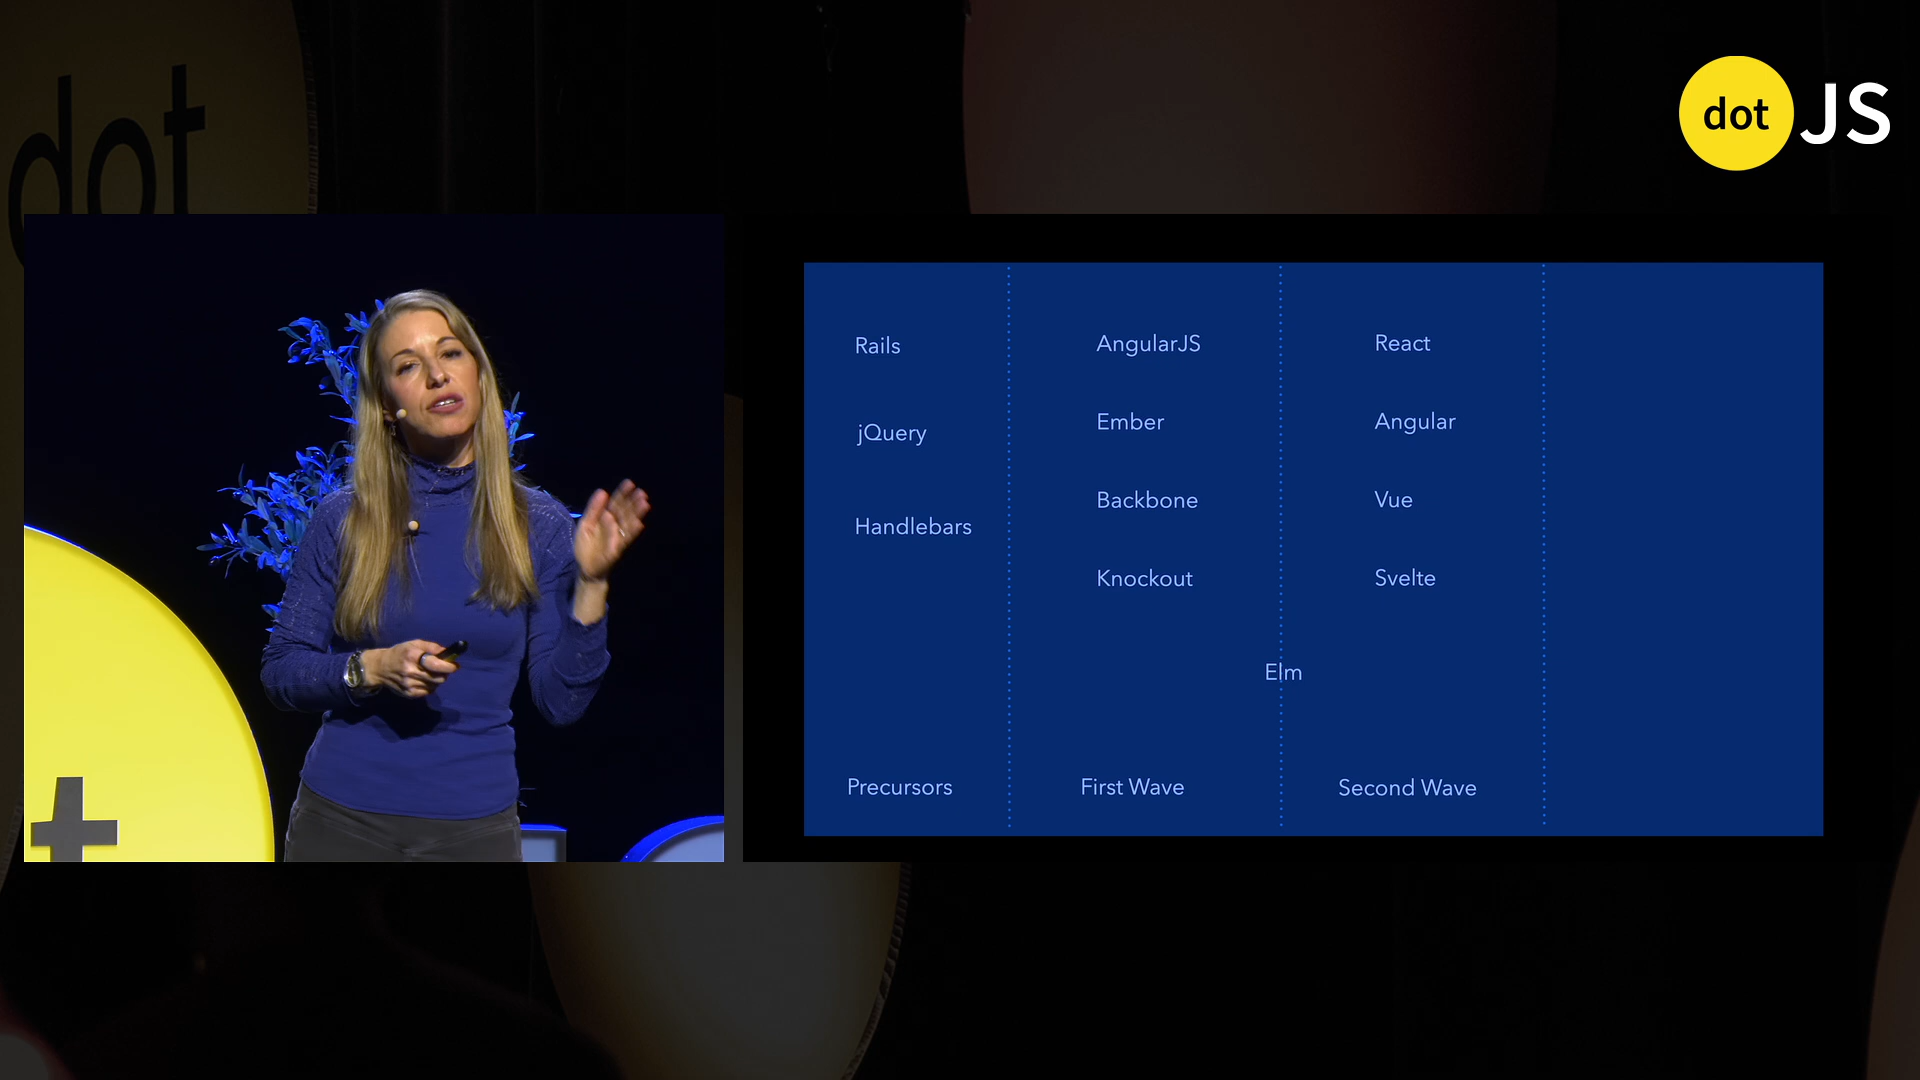 dot
dot JS
t
Rails
jQuery
Handlebars
Precursors
AngularJS
Ember
Backbone
Knockout
First Wave
Elm
React
Angular
Vue
Svelte
Second Wave